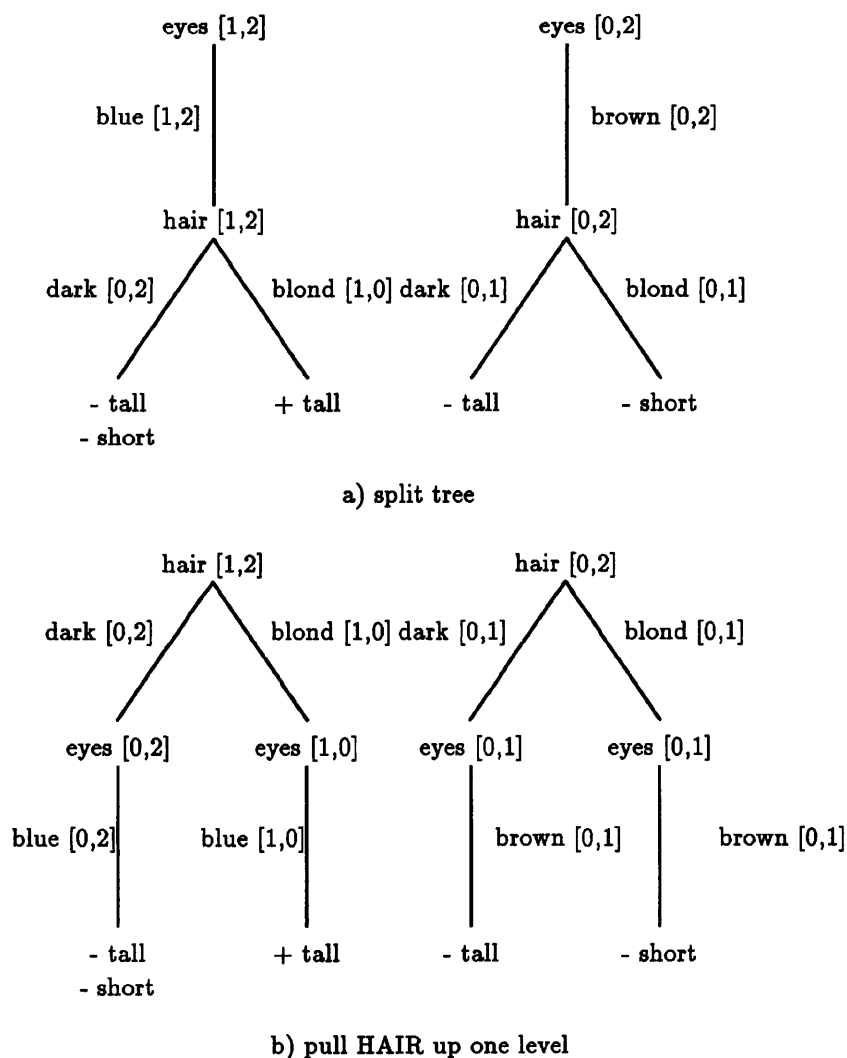 eyes [1,2] eyes [0,2]
blue [1,2] brown [0,2]
hair [1,2] hair [0,2]
dark [0,2] blond [1,0] dark [0,1] blond [0,1]
- tall + tall - tall - short
- short
a) split tree
hair [1,2] hair [0,2]
dark [0,2] blond [1,0] dark [0,1] blond [0,1]
eyes [0,2] eyes [1,0] eyes [0,1] eyes [0,1]
blue [0,2] blue [1,0] brown [0,1] brown [0,1]
- tall + tall - tall - short
- short
b) pull HAIR up one level